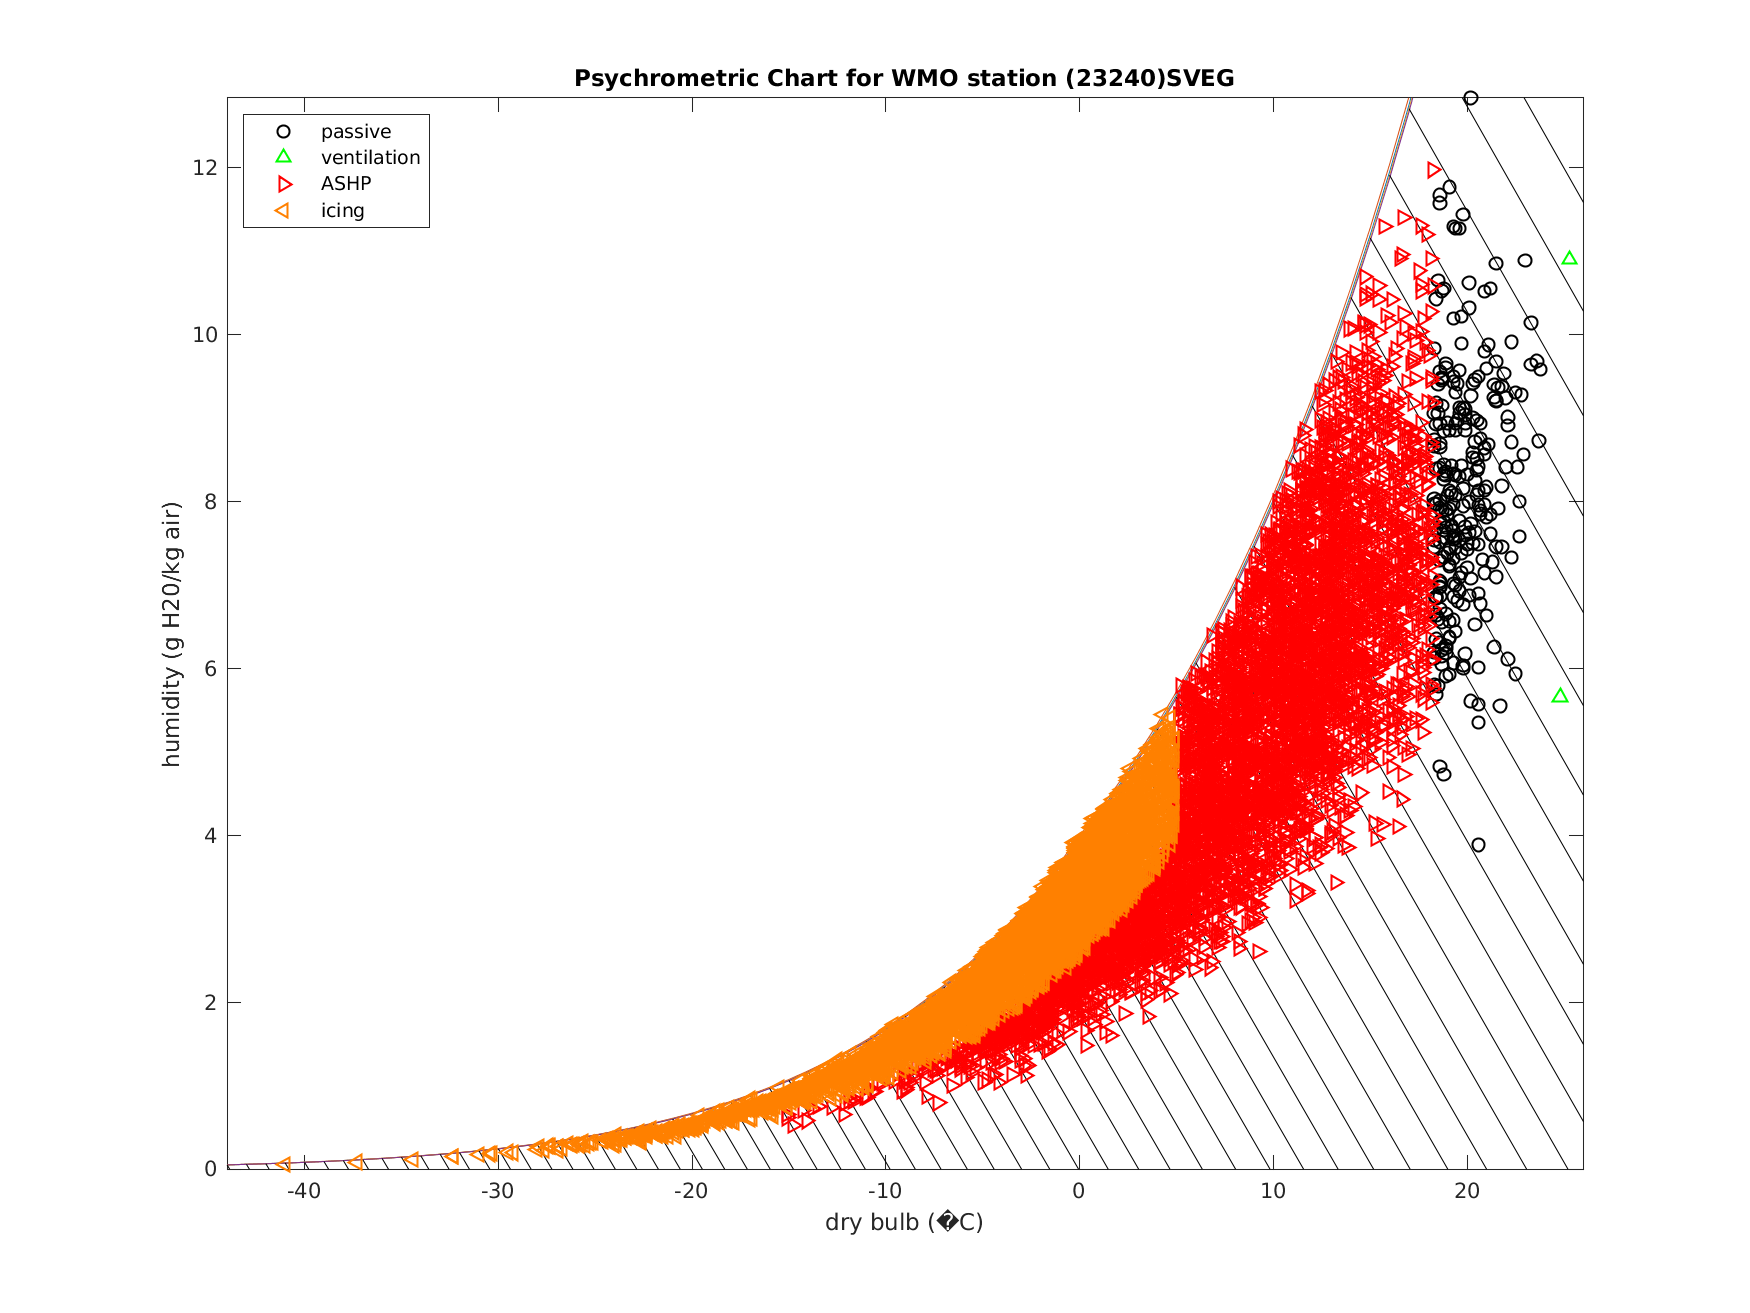 Psychrometric Chart for WMO station (23240)SVEG
passive
ventilation
ASHP
icing
humidity (g H20/kg air)
12
10
8
6
4
2
0
-40 -30 -20 -10 0 10 20
dry bulb (�C)